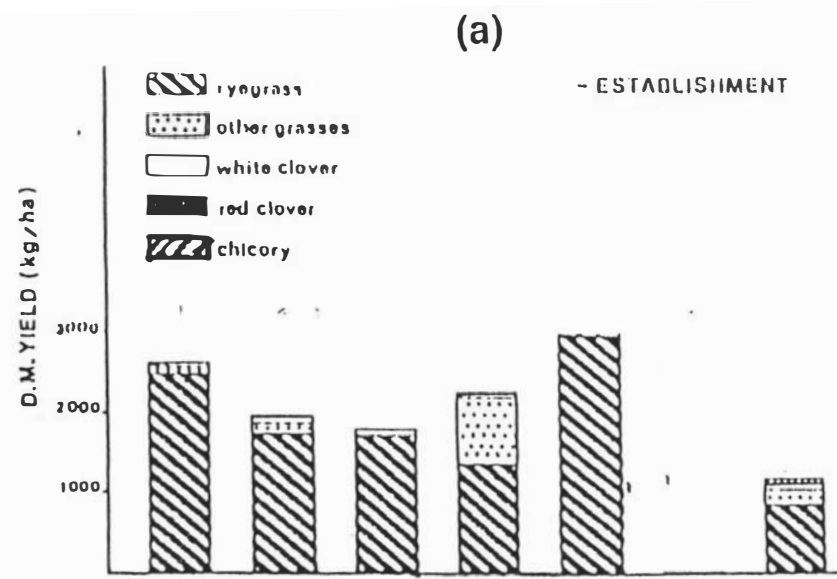 (a)
- ESTABLISHMENT
ryegrass
other grasses
white clover
red clover
chicory
D.M. YIELD (kg/ha)
3000
2000
1000